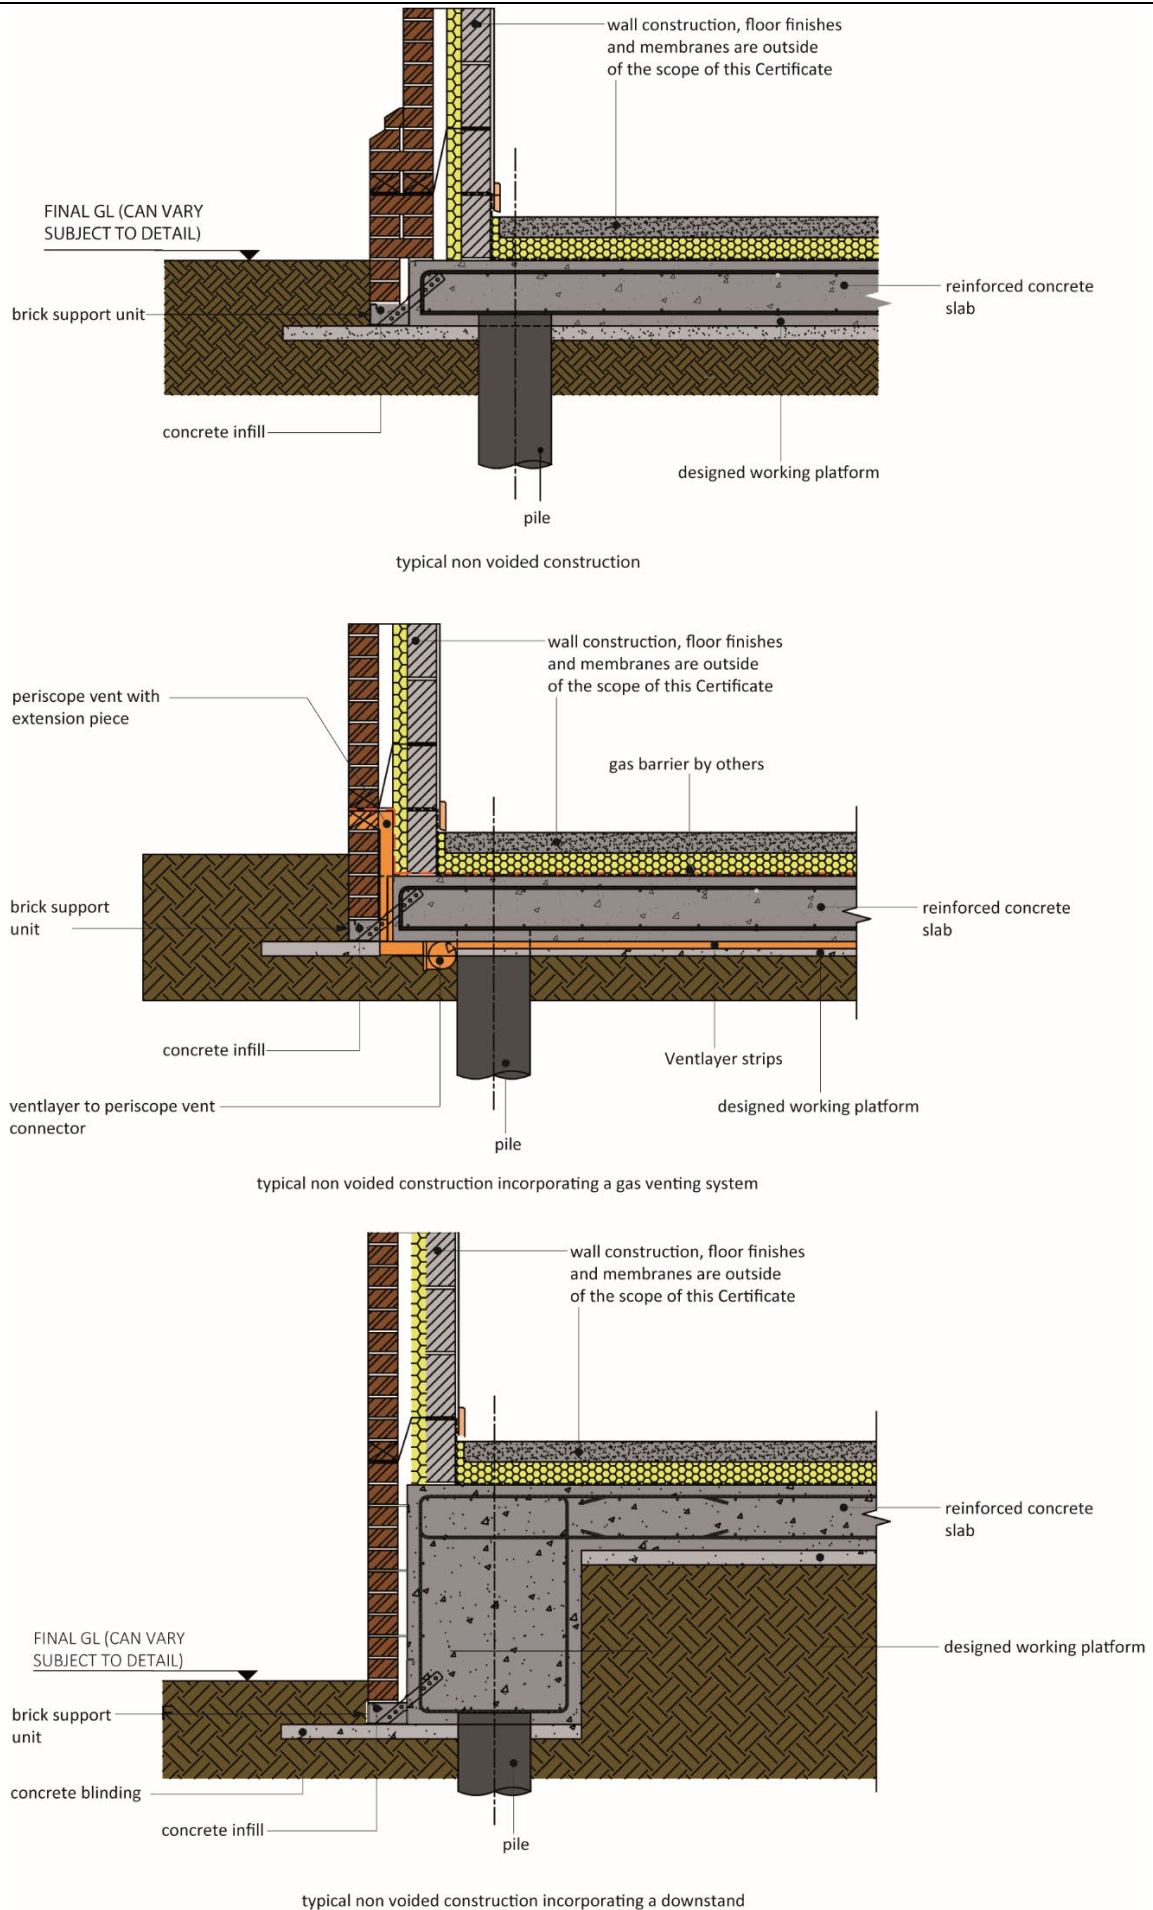 wall construction, floor finishes
and membranes are outside
of the scope of this Certificate
FINAL GL (CAN VARY
SUBJECT TO DETAIL)
brick support unit
reinforced concrete
slab
concrete infill
designed working platform
pile
typical non voided construction
wall construction, floor finishes
and membranes are outside
of the scope of this Certificate
periscope vent with
extension piece
gas barrier by others
brick support
unit
reinforced concrete
slab
concrete infill
Ventlayer strips
ventlayer to periscope vent
connector
designed working platform
pile
typical non voided construction incorporating a gas venting system
wall construction, floor finishes
and membranes are outside
of the scope of this Certificate
reinforced concrete
slab
FINAL GL (CAN VARY
SUBJECT TO DETAIL)
designed working platform
brick support
unit
concrete blinding
concrete infill
pile
typical non voided construction incorporating a downstand